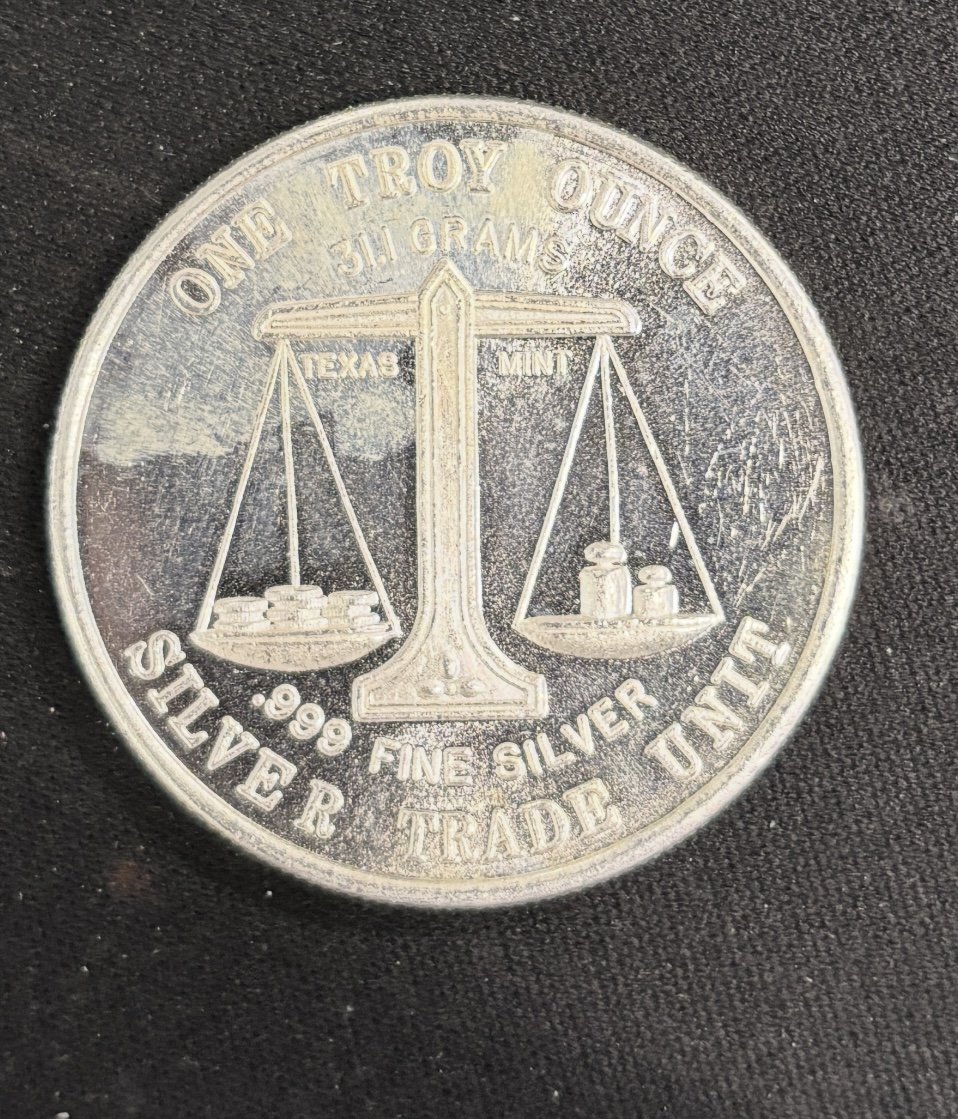 ONE TROY OUNCE
31.1 GRAMS
TEXAS MINT
.999 FINE SILVER
SILVER TRADE UNIT